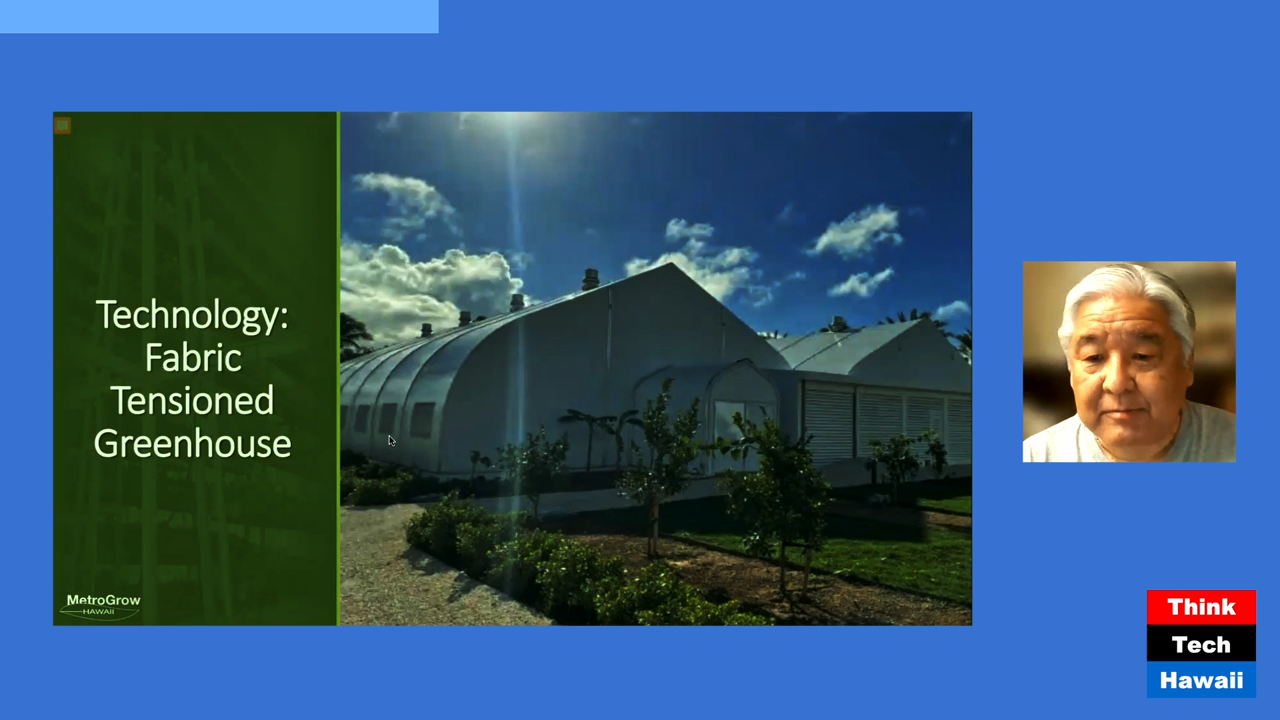 Technology:
Fabric
Tensioned
Greenhouse
MetroGrow
HAWAII
Think
Tech
Hawaii